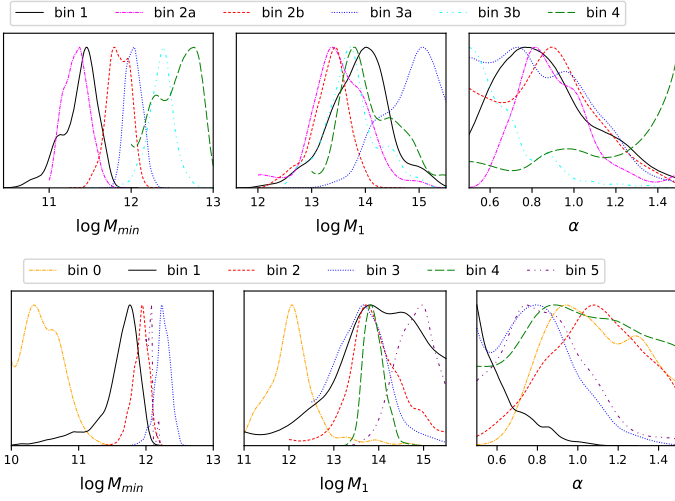 bin 1 bin 2a bin 2b bin 3a bin 3b bin 4
11 12 13 12 13 14 15 0.6 0.8 1.0 1.2 1.4
log M_min log M_1 α
bin 0 bin 1 bin 2 bin 3 bin 4 bin 5
10 11 12 13 11 12 13 14 15 0.6 0.8 1.0 1.2 1.4
log M_min log M_1 α